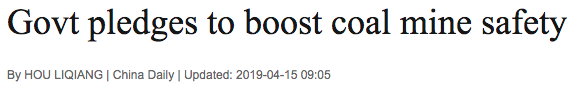 Govt pledges to boost coal mine safety
By HOU LIQIANG | China Daily | Updated: 2019-04-15 09:05